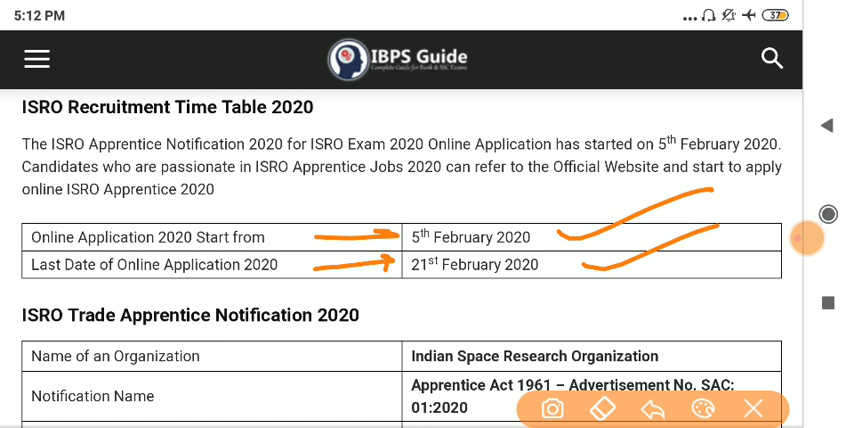 5:12 PM
37
IBPS Guide
Complete Guide for Bank & SSC Exams
ISRO Recruitment Time Table 2020
The ISRO Apprentice Notification 2020 for ISRO Exam 2020 Online Application has started on 5th February 2020.
Candidates who are passionate in ISRO Apprentice Jobs 2020 can refer to the Official Website and start to apply
online ISRO Apprentice 2020
Online Application 2020 Start from 5th February 2020
Last Date of Online Application 2020 21st February 2020
ISRO Trade Apprentice Notification 2020
Name of an Organization Indian Space Research Organization
Notification Name Apprentice Act 1961 – Advertisement No. SAC:
01:2020